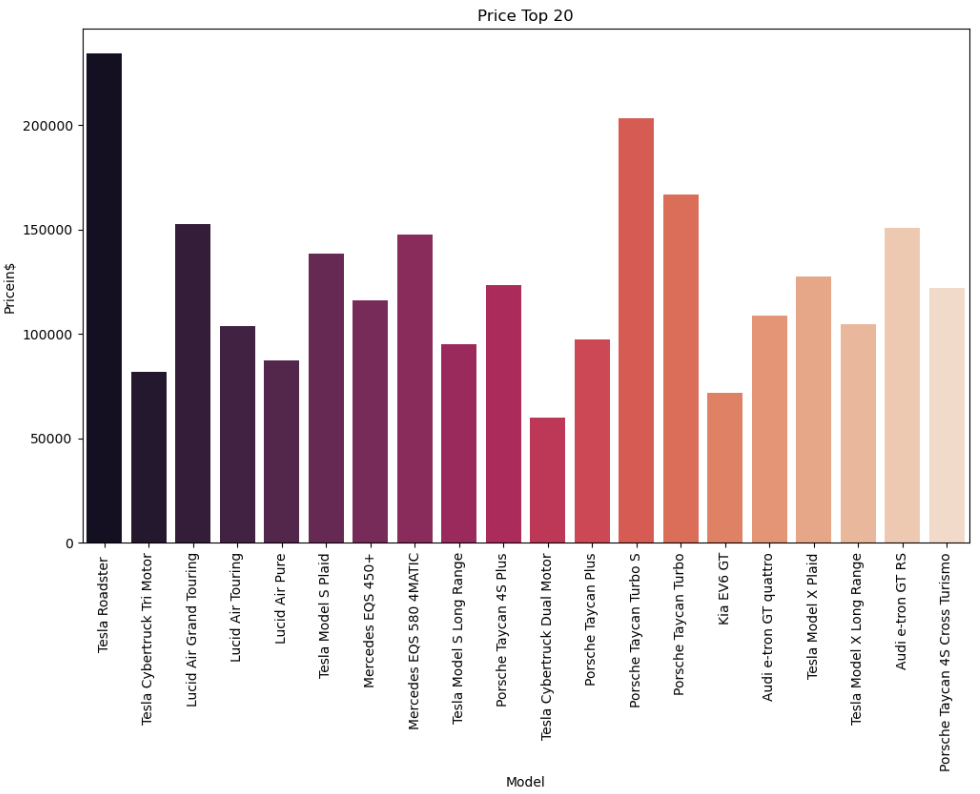 Price Top 20
Pricein$
200000
150000
100000
50000
0
Tesla Roadster
Tesla Cybertruck Tri Motor
Lucid Air Grand Touring
Lucid Air Touring
Lucid Air Pure
Tesla Model S Plaid
Mercedes EQS 450+
Mercedes EQS 580 4MATIC
Tesla Model S Long Range
Porsche Taycan 4S Plus
Tesla Cybertruck Dual Motor
Porsche Taycan Plus
Porsche Taycan Turbo S
Porsche Taycan Turbo
Kia EV6 GT
Audi e-tron GT quattro
Tesla Model X Plaid
Tesla Model X Long Range
Audi e-tron GT RS
Porsche Taycan 4S Cross Turismo
Model